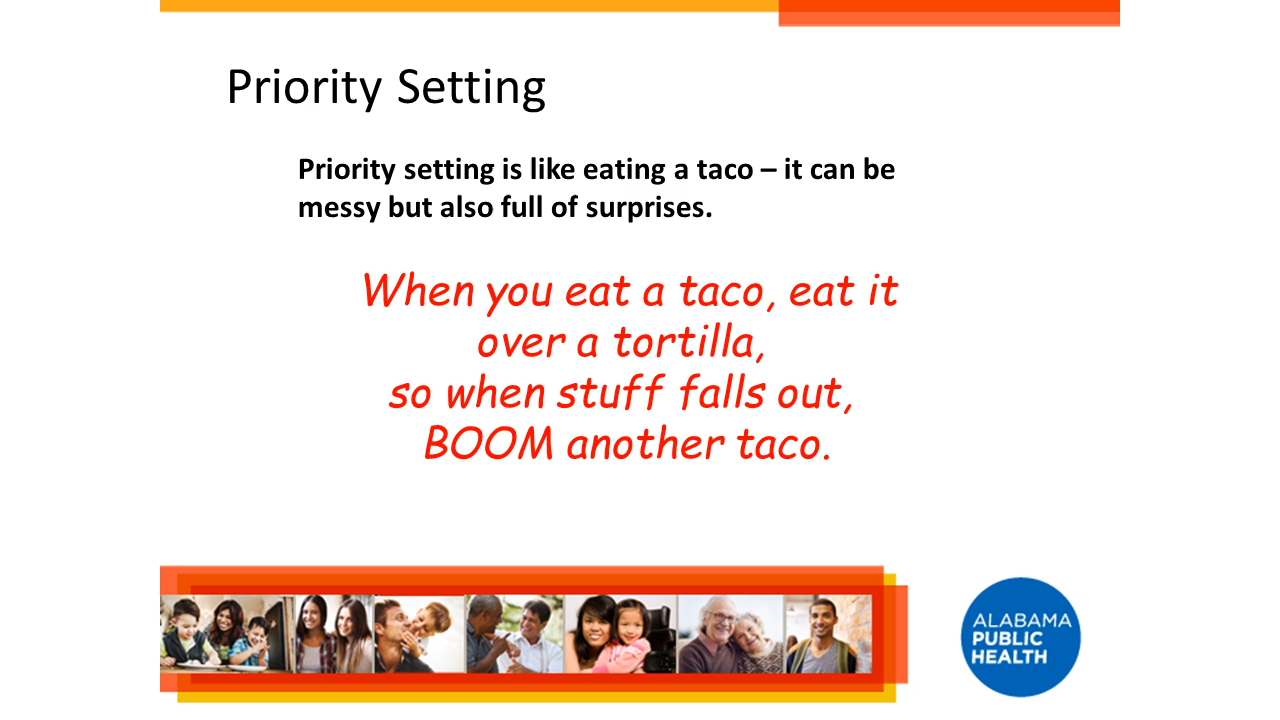 Priority Setting
Priority setting is like eating a taco – it can be
messy but also full of surprises.
When you eat a taco, eat it
over a tortilla,
so when stuff falls out,
BOOM another taco.
ALABAMA
PUBLIC
HEALTH